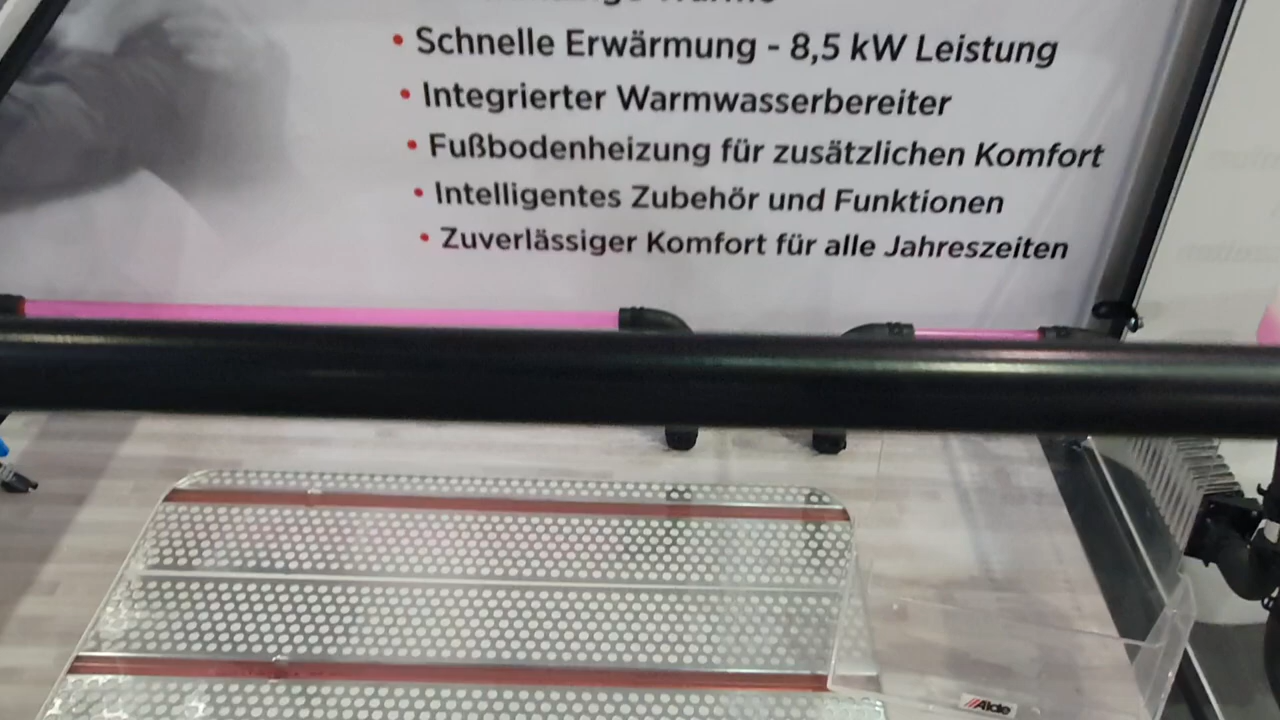 • Schnelle Erwärmung - 8,5 kW Leistung
• Integrierter Warmwasserbereiter
• Fußbodenheizung für zusätzlichen Komfort
• Intelligentes Zubehör und Funktionen
• Zuverlässiger Komfort für alle Jahreszeiten
Alde